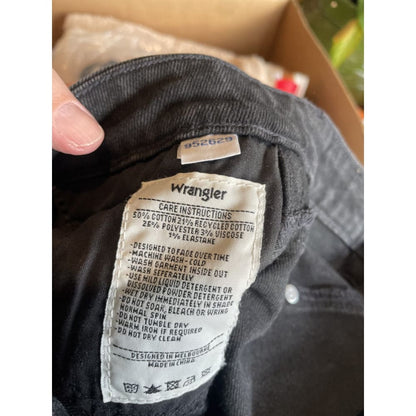 952629
Wrangler
CARE INSTRUCTIONS
50% COTTON 21% RECYCLED COTTON
25% POLYESTER 3% VISCOSE
1% ELASTANE
-DESIGNED TO FADE OVER TIME
-MACHINE WASH - COLD
-WASH GARMENT INSIDE OUT
-WASH SEPERATELY
-USE MILD LIQUID DETERGENT OR
DISSOLVED POWDER DETERGENT
-WET DRY IMMEDIATELY IN SHADE
-DO NOT SOAK, BLEACH OR WRING
NORMAL SPIN
-DO NOT TUMBLE DRY
-WARM IRON IF REQUIRED
-DO NOT DRY CLEAN
DESIGNED IN MELBOURNE
MADE IN CHINA